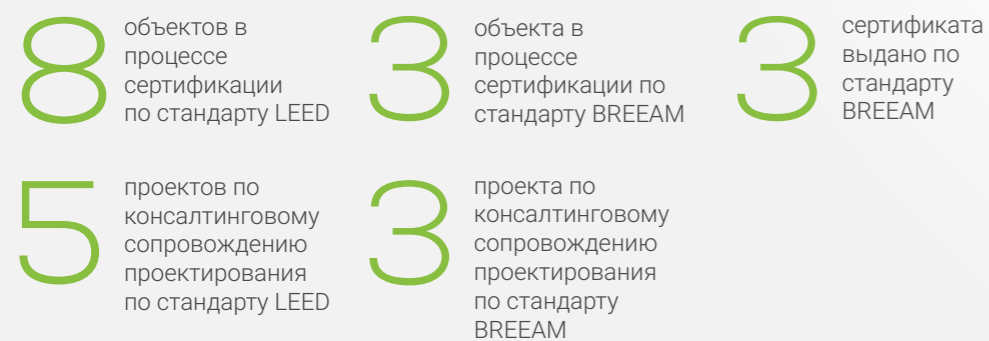 8
объектов в
процессе
сертификации
по стандарту LEED
3
объекта в
процессе
сертификации по
стандарту BREEAM
3
сертификата
выдано по
стандарту
BREEAM
5
проектов по
консалтинговому
сопровождению
проектирования
по стандарту LEED
3
проекта по
консалтинговому
сопровождению
проектирования
по стандарту
BREEAM